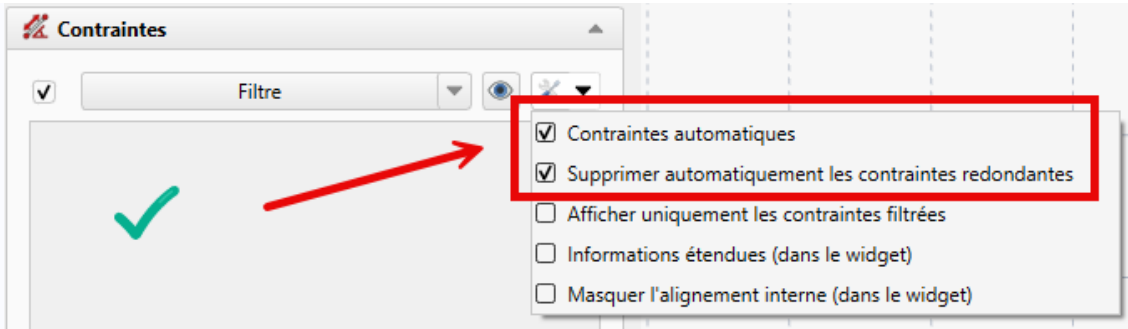 Contraintes
Filtre
Contraintes automatiques
Supprimer automatiquement les contraintes redondantes
Afficher uniquement les contraintes filtrées
Informations étendues (dans le widget)
Masquer l'alignement interne (dans le widget)